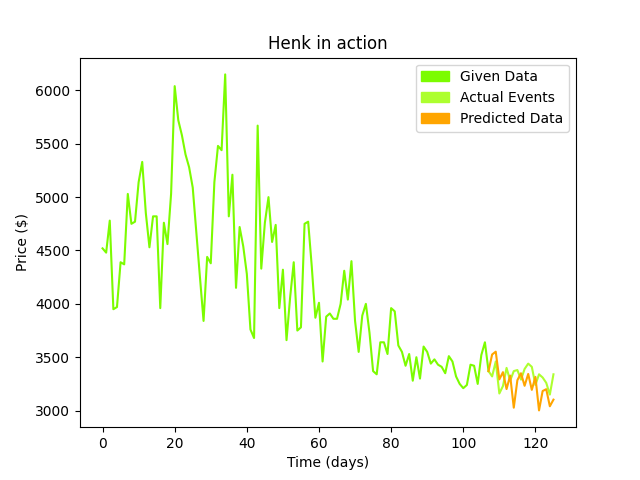 Henk in action
Given Data
Actual Events
Predicted Data
Price ($)
6000
5500
5000
4500
4000
3500
3000
0 20 40 60 80 100 120
Time (days)